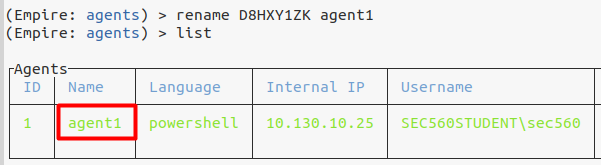 (Empire: agents) > rename D8HXY1ZK agent1
(Empire: agents) > list
Agents
ID Name Language Internal IP Username
1 agent1 powershell 10.130.10.25 SEC560STUDENT\sec560